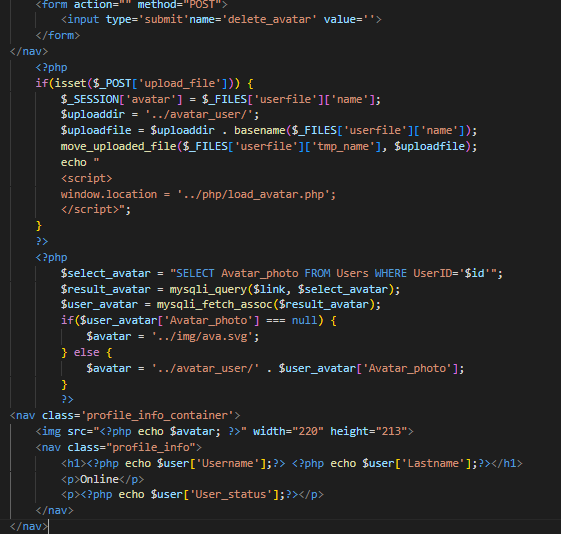 <form action="" method="POST">
<input type='submit'name='delete_avatar' value=''>
</form>
</nav>
<?php
if(isset($_POST['upload_file'])) {
$_SESSION['avatar'] = $_FILES['userfile']['name'];
$uploaddir = '../avatar_user/';
$uploadfile = $uploaddir . basename($_FILES['userfile']['name']);
move_uploaded_file($_FILES['userfile']['tmp_name'], $uploadfile);
echo "
<script>
window.location = '../php/load_avatar.php';
</script>";
}
?>
<?php
$select_avatar = "SELECT Avatar_photo FROM Users WHERE UserID='$id'";
$result_avatar = mysqli_query($link, $select_avatar);
$user_avatar = mysqli_fetch_assoc($result_avatar);
if($user_avatar['Avatar_photo'] === null) {
$avatar = '../img/ava.svg';
} else {
$avatar = '../avatar_user/' . $user_avatar['Avatar_photo'];
}
?>
<nav class='profile_info_container'>
<img src="<?php echo $avatar; ?>" width="220" height="213">
<nav class="profile_info">
<h1><?php echo $user['Username'];?> <?php echo $user['Lastname'];?></h1>
<p>Online</p>
<p><?php echo $user['User_status'];?></p>
</nav>
</nav>